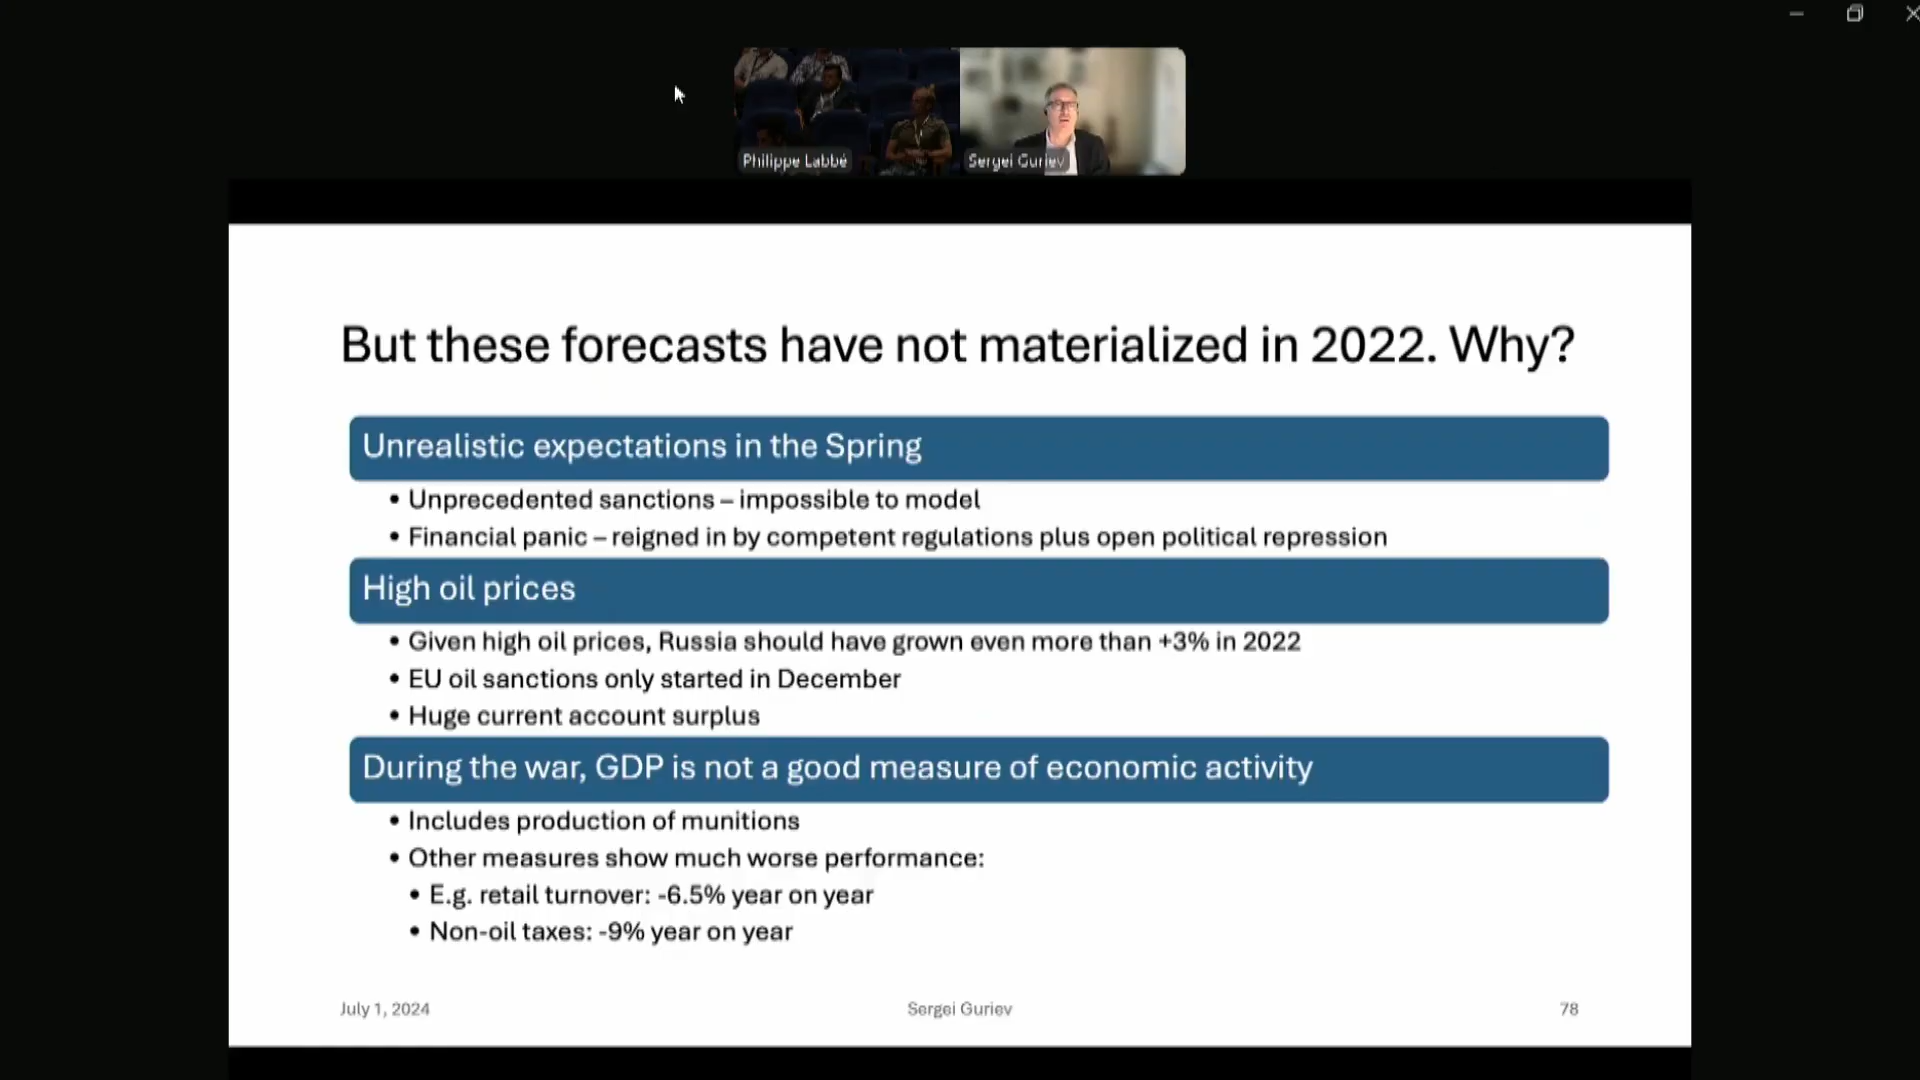 Philippe Labbé
Sergei Guriev
But these forecasts have not materialized in 2022. Why?
Unrealistic expectations in the Spring
• Unprecedented sanctions – impossible to model
• Financial panic – reigned in by competent regulations plus open political repression
High oil prices
• Given high oil prices, Russia should have grown even more than +3% in 2022
• EU oil sanctions only started in December
• Huge current account surplus
During the war, GDP is not a good measure of economic activity
• Includes production of munitions
• Other measures show much worse performance:
• E.g. retail turnover: -6.5% year on year
• Non-oil taxes: -9% year on year
July 1, 2024
Sergei Guriev
78